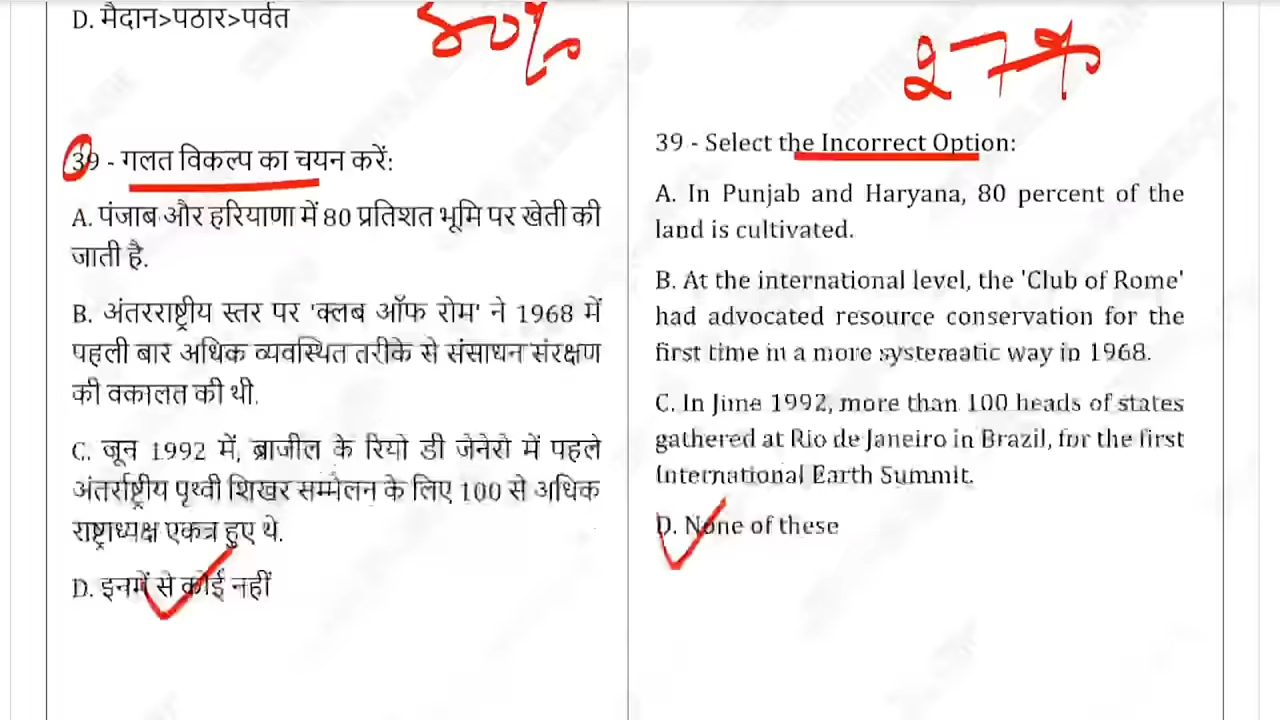 D. मैदान>पठार>पर्वत
80%
39 - गलत विकल्प का चयन करें:
A. पंजाब और हरियाणा में 80 प्रतिशत भूमि पर खेती की
जाती है.
B. अंतरराष्ट्रीय स्तर पर 'क्लब ऑफ रोम' ने 1968 में
पहली बार अधिक व्यवस्थित तरीके से संसाधन संरक्षण
की वकालत की थी.
C. जून 1992 में, ब्राजील के रियो डी जेनेरो में पहले
अंतर्राष्ट्रीय पृथ्वी शिखर सम्मेलन के लिए 100 से अधिक
राष्ट्राध्यक्ष एकत्र हुए थे.
D. इनमें से कोई नहीं
27%
39 - Select the Incorrect Option:
A. In Punjab and Haryana, 80 percent of the
land is cultivated.
B. At the international level, the 'Club of Rome'
had advocated resource conservation for the
first time in a more systematic way in 1968.
C. In June 1992, more than 100 heads of states
gathered at Rio de Janeiro in Brazil, for the first
International Earth Summit.
D. None of these